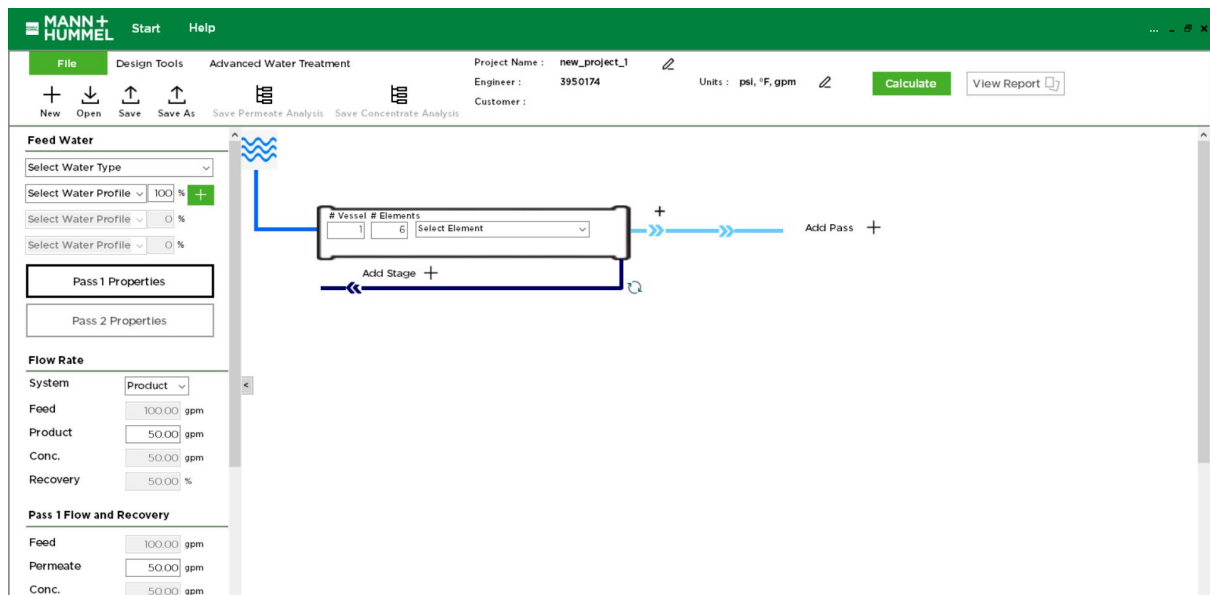 MANN+
HUMMEL
Start Help
File Design Tools Advanced Water Treatment
New Open Save Save As Save Permeate Analysis Save Concentrate Analysis
Project Name : new_project_1
Engineer : 3950174
Customer :
Units : psi, °F, gpm
Calculate
View Report
Feed Water
Select Water Type
Select Water Profile 100 % +
Select Water Profile 0 %
Select Water Profile 0 %
Pass 1 Properties
Pass 2 Properties
Flow Rate
System Product
Feed 100.00 gpm
Product 50.00 gpm
Conc. 50.00 gpm
Recovery 50.00 %
Pass 1 Flow and Recovery
Feed 100.00 gpm
Permeate 50.00 gpm
Conc. 50.00 gpm
# Vessel # Elements
1 6 Select Element
Add Stage +
+
Add Pass +
<